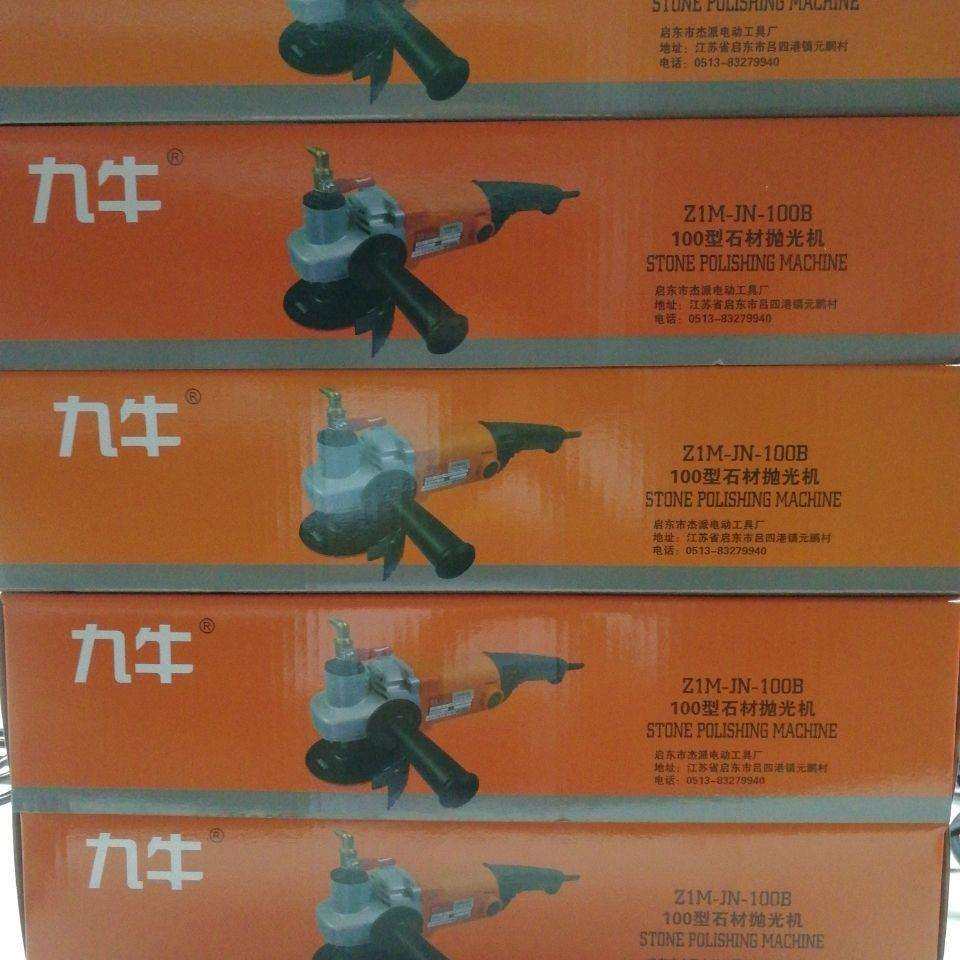 STONE POLISHING MACHINE
启东市杰派电动工具厂
地址：江苏省启东市吕四港镇元鹏村
电话：0513-83279940
九牛®
Z1M-JN-100B
100型石材抛光机
STONE POLISHING MACHINE
启东市杰派电动工具厂
地址：江苏省启东市吕四港镇元鹏村
电话：0513-83279940
九牛®
Z1M-JN-100B
100型石材抛光机
STONE POLISHING MACHINE
启东市杰派电动工具厂
地址：江苏省启东市吕四港镇元鹏村
电话：0513-83279940
九牛®
Z1M-JN-100B
100型石材抛光机
STONE POLISHING MACHINE
启东市杰派电动工具厂
地址：江苏省启东市吕四港镇元鹏村
电话：0513-83279940
九牛®
Z1M-JN-100B
100型石材抛光机
STONE POLISHING MACHINE